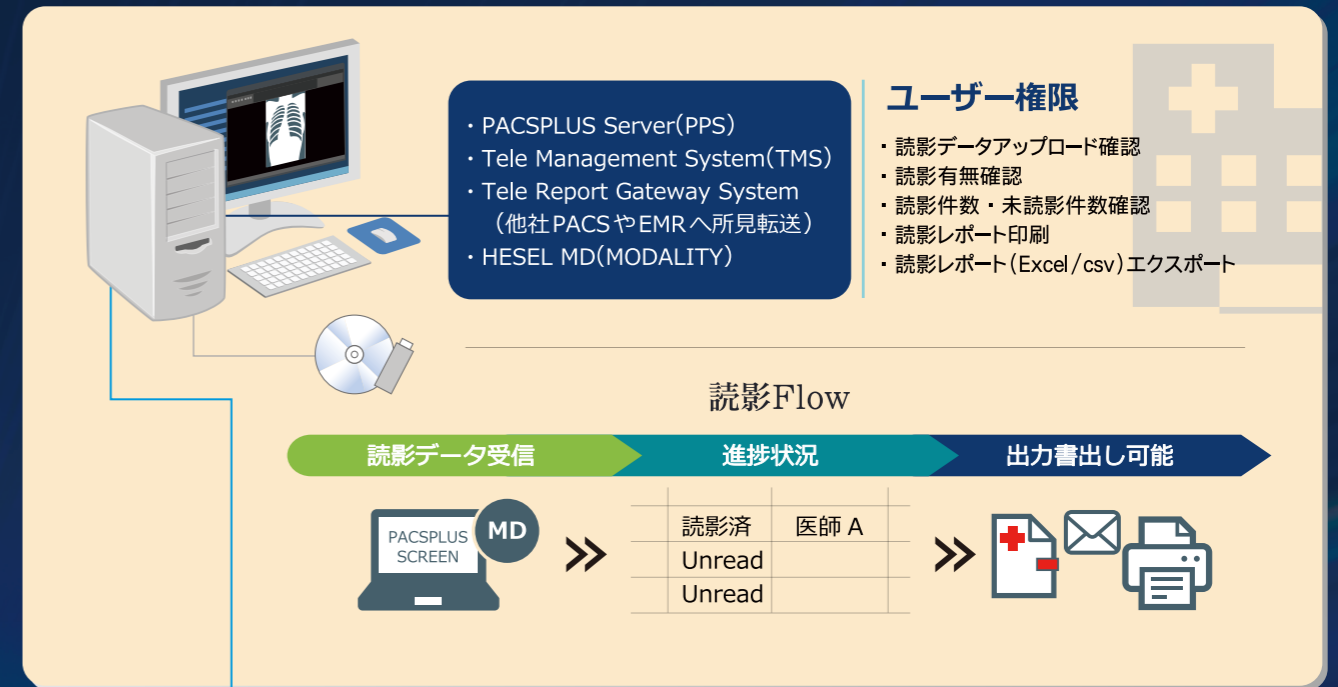 ・PACSPLUS Server(PPS)
・Tele Management System(TMS)
・Tele Report Gateway System
（他社PACSやEMRへ所見転送）
・HESEL MD(MODALITY)
ユーザー権限
・読影データアップロード確認
・読影有無確認
・読影件数・未読影件数確認
・読影レポート印刷
・読影レポート（Excel/csv）エクスポート
読影Flow
読影データ受信
進捗状況
出力書出し可能
PACSPLUS
SCREEN
MD
読影済 医師 A
Unread
Unread